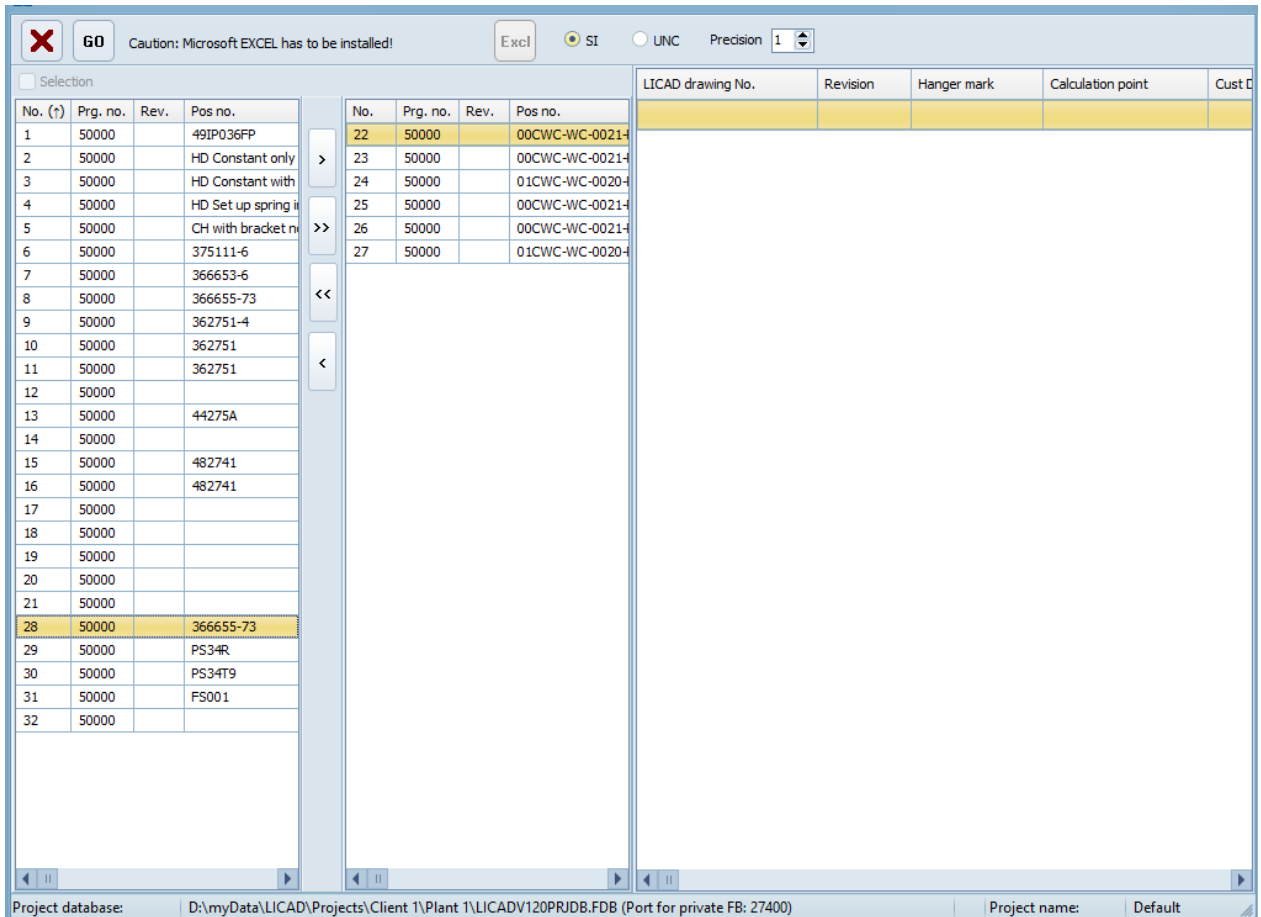 GO Caution: Microsoft EXCEL has to be installed! Excl SI UNC Precision 1
Selection
No. (↑) Prg. no. Rev. Pos no.
1 50000 49IP036FP
2 50000 HD Constant only
3 50000 HD Constant with
4 50000 HD Set up spring i
5 50000 CH with bracket n
6 50000 375111-6
7 50000 366653-6
8 50000 366655-73
9 50000 362751-4
10 50000 362751
11 50000 362751
12 50000
13 50000 44275A
14 50000
15 50000 482741
16 50000 482741
17 50000
18 50000
19 50000
20 50000
21 50000
28 50000 366655-73
29 50000 PS34R
30 50000 PS34T9
31 50000 FS001
32 50000
>
>>
<<
<
No. Prg. no. Rev. Pos no.
22 50000 00CWC-WC-0021-
23 50000 00CWC-WC-0021-
24 50000 01CWC-WC-0020-
25 50000 00CWC-WC-0021-
26 50000 00CWC-WC-0021-
27 50000 01CWC-WC-0020-
LICAD drawing No. Revision Hanger mark Calculation point Cust
Project database: D:\myData\LICAD\Projects\Client 1\Plant 1\LICADV120PRJDB.FDB (Port for private FB: 27400) Project name: Default